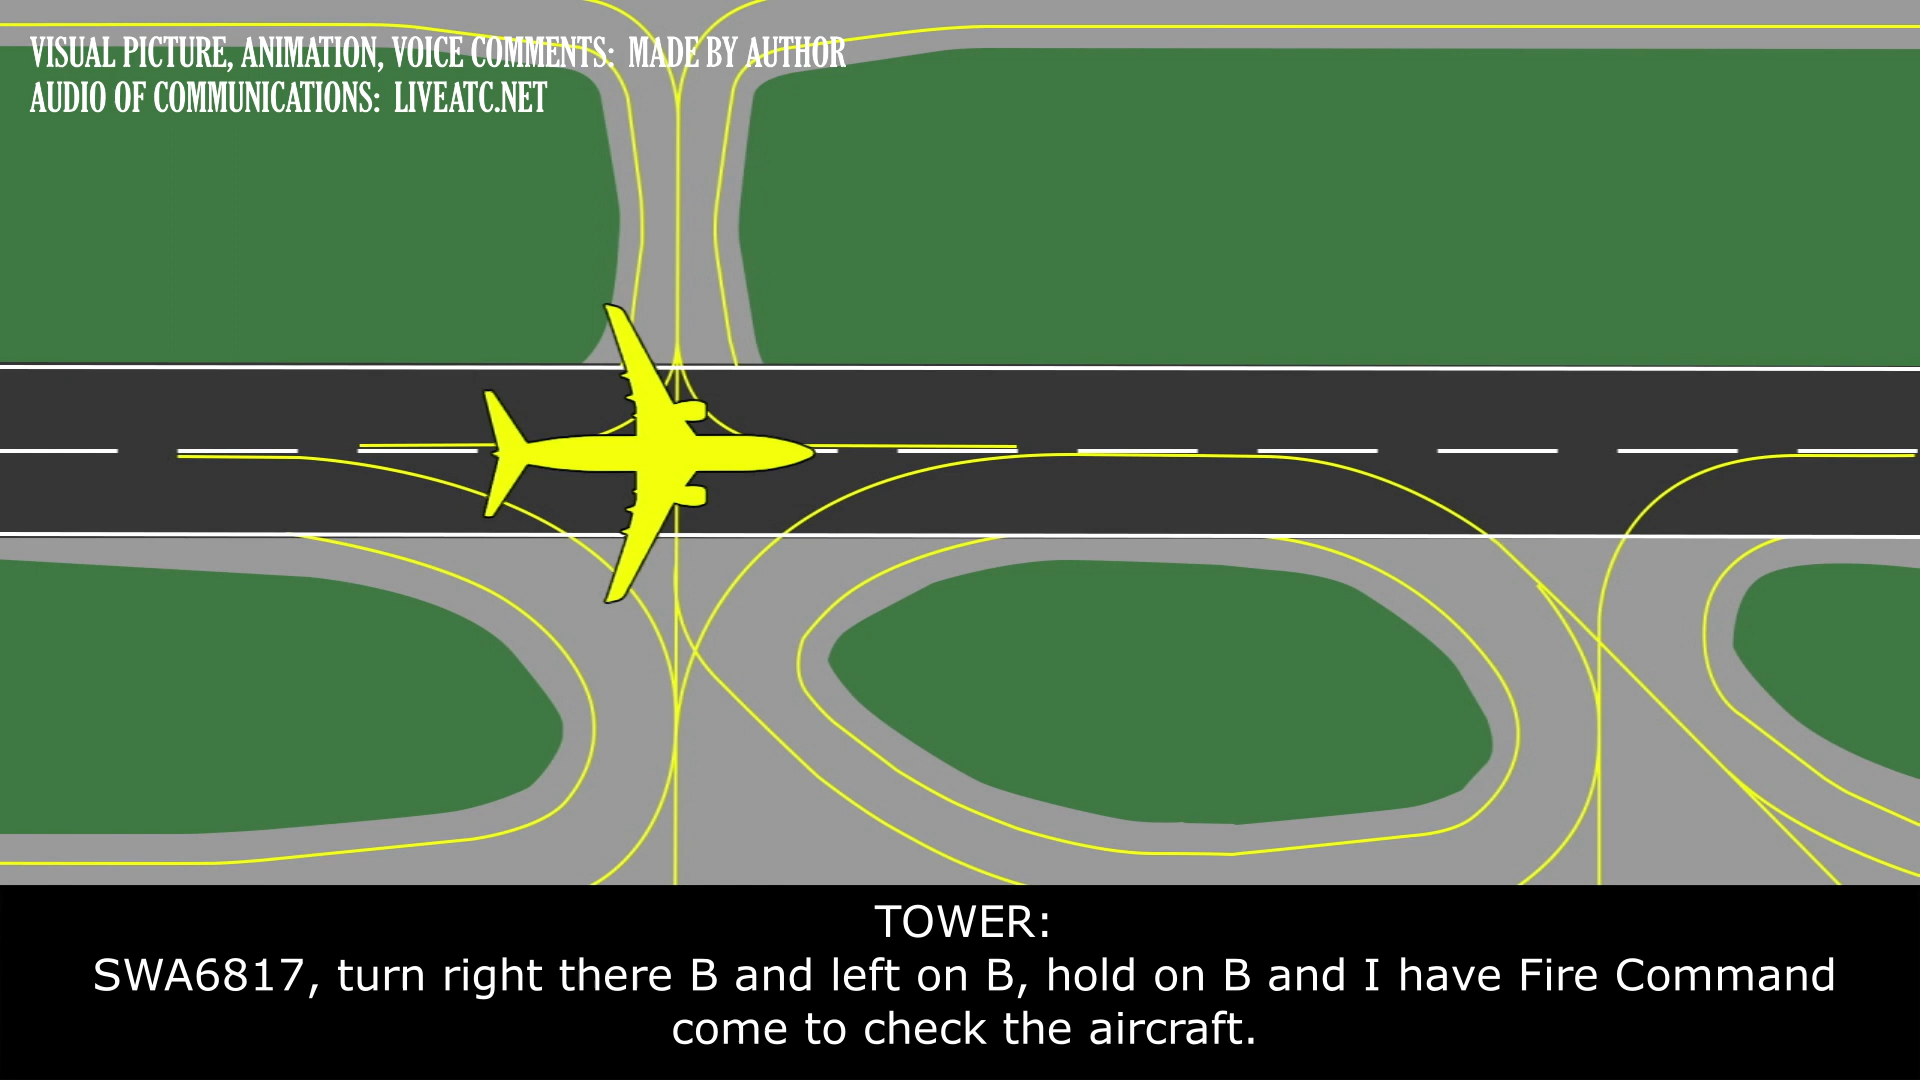 VISUAL PICTURE, ANIMATION, VOICE COMMENTS: MADE BY AUTHOR
AUDIO OF COMMUNICATIONS: LIVEATC.NET
TOWER:
SWA6817, turn right there B and left on B, hold on B and I have Fire Command
come to check the aircraft.